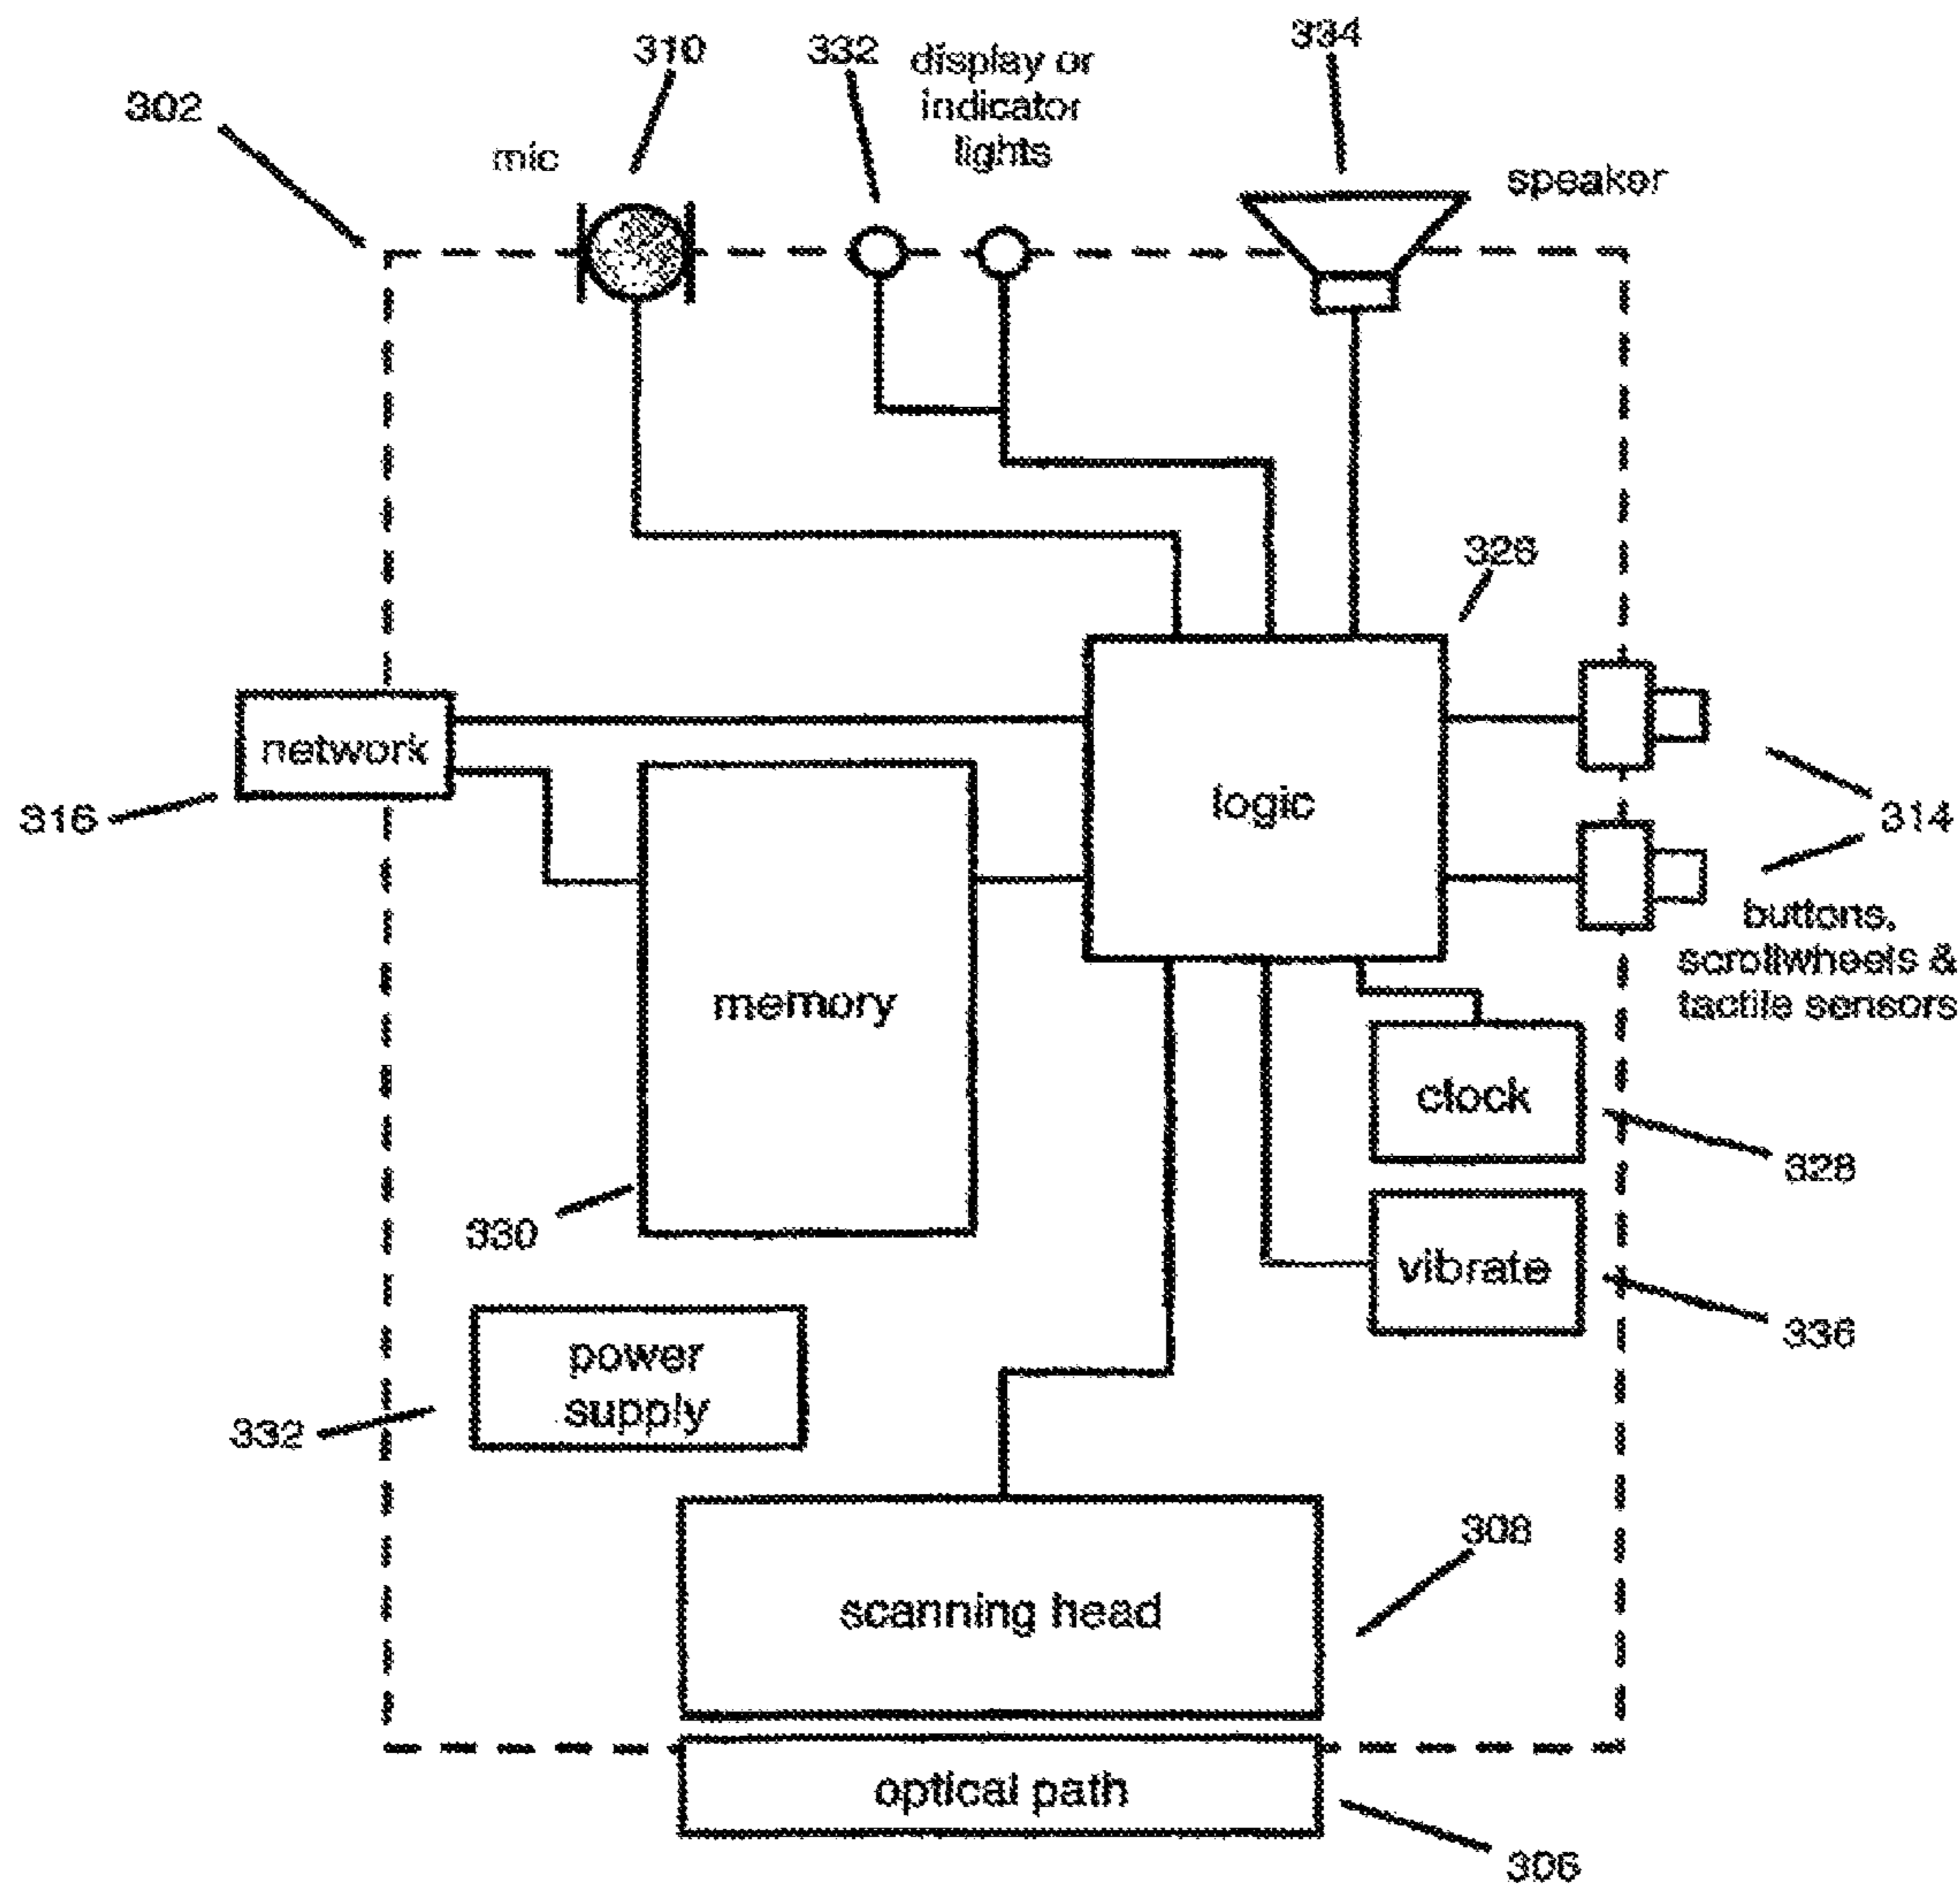 310
332
display or
indicator
lights
334
302
mic
speaker
326
network
316
logic
314
buttons,
scrollwheels &
tactile sensors
memory
clock
328
330
vibrate
336
power
supply
332
308
scanning head
optical path
306